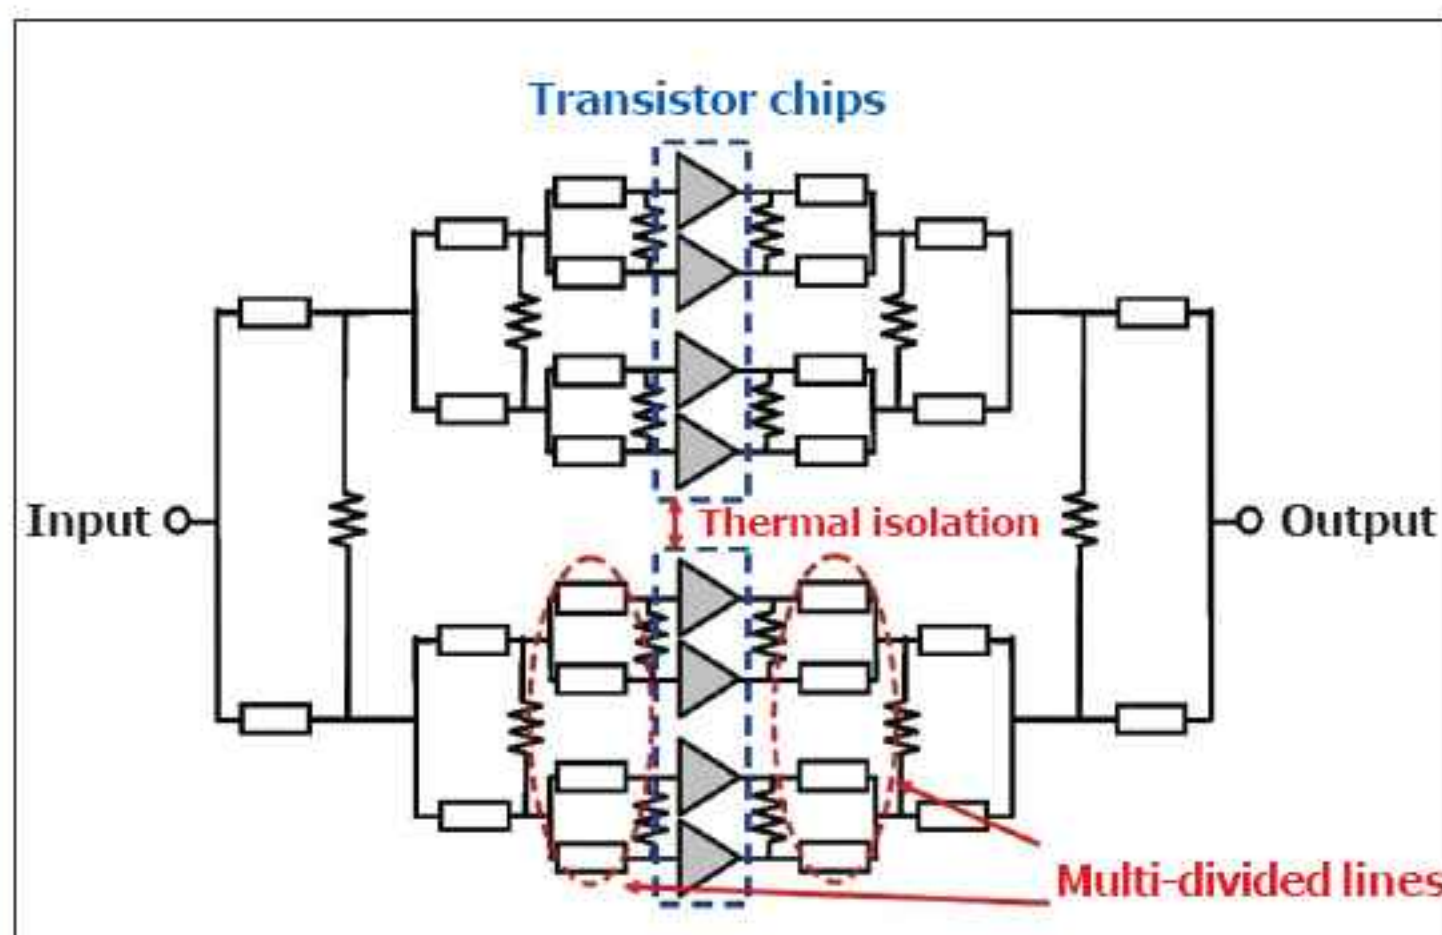 Transistor chips
Input
Thermal isolation
Output
Multi-divided lines